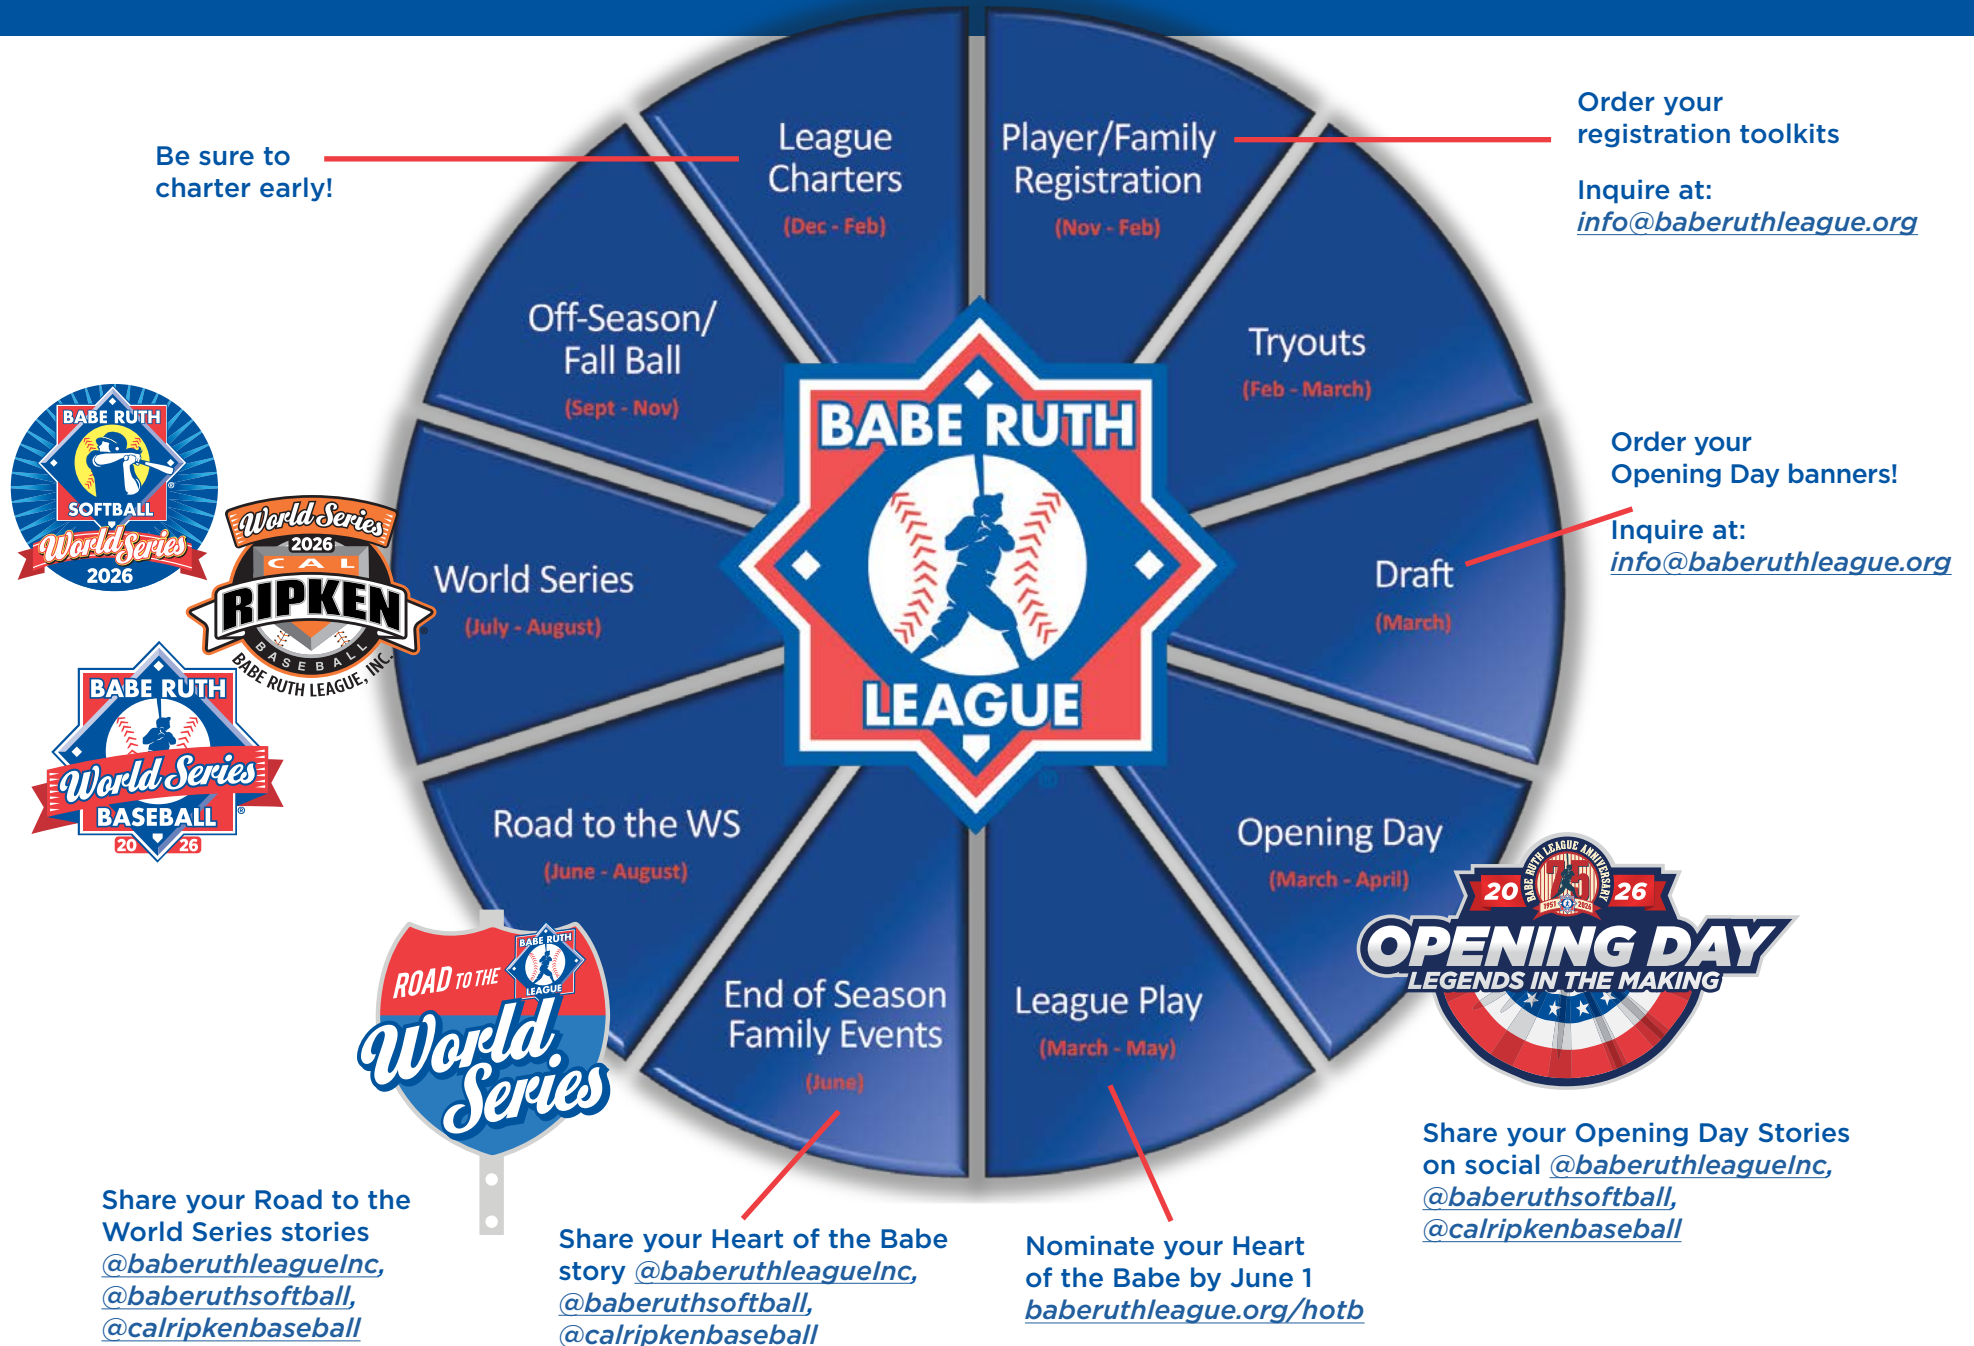 Be sure to
charter early!
League
Charters
(Dec - Feb)
Player/Family
Registration
(Nov - Feb)
Order your
registration toolkits
Inquire at:
info@baberuthleague.org
Off-Season/
Fall Ball
(Sept - Nov)
Tryouts
(Feb - March)
BABE RUTH
LEAGUE
®
Order your
Opening Day banners!
Inquire at:
info@baberuthleague.org
Draft
(March)
World Series
(July - August)
BABE RUTH
®
SOFTBALL
World Series
2026
World Series
2026
CAL
RIPKEN
BASEBALL
BABE RUTH LEAGUE, INC.
BABE RUTH
World Series
BASEBALL
®
20 26
Road to the WS
(June - August)
Opening Day
(March - April)
BABE RUTH LEAGUE ANNIVERSARY
75
1951 2026
20 26
OPENING DAY
LEGENDS IN THE MAKING
ROAD TO THE
BABE RUTH
LEAGUE
World
Series
End of Season
Family Events
(June)
League Play
(March - May)
Share your Road to the
World Series stories
@baberuthleagueInc,
@baberuthsoftball,
@calripkenbaseball
Share your Heart of the Babe
story @baberuthleagueInc,
@baberuthsoftball,
@calripkenbaseball
Nominate your Heart
of the Babe by June 1
baberuthleague.org/hotb
Share your Opening Day Stories
on social @baberuthleagueInc,
@baberuthsoftball,
@calripkenbaseball